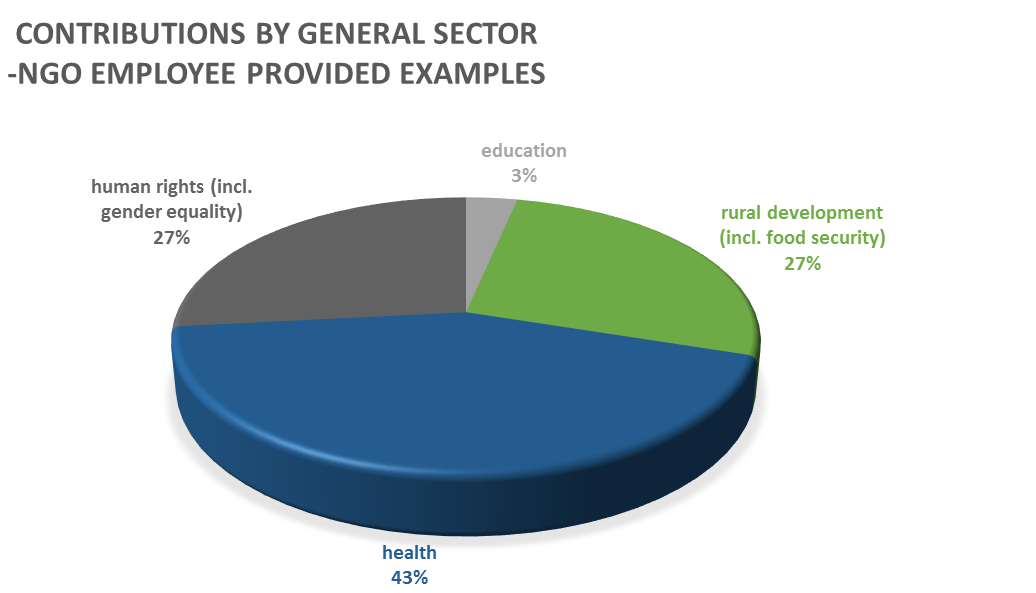 CONTRIBUTIONS BY GENERAL SECTOR
-NGO EMPLOYEE PROVIDED EXAMPLES
education
3%
human rights (incl.
gender equality)
27%
rural development
(incl. food security)
27%
health
43%